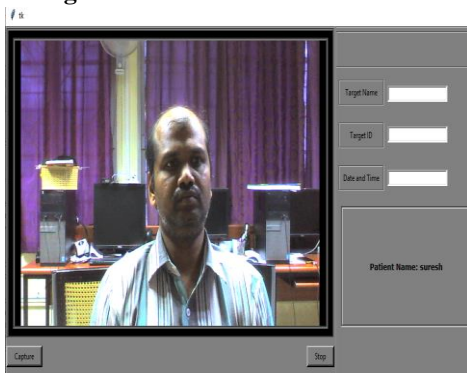 tk
Target Name
Target ID
Date and Time
Patient Name: suresh
Capture
Stop